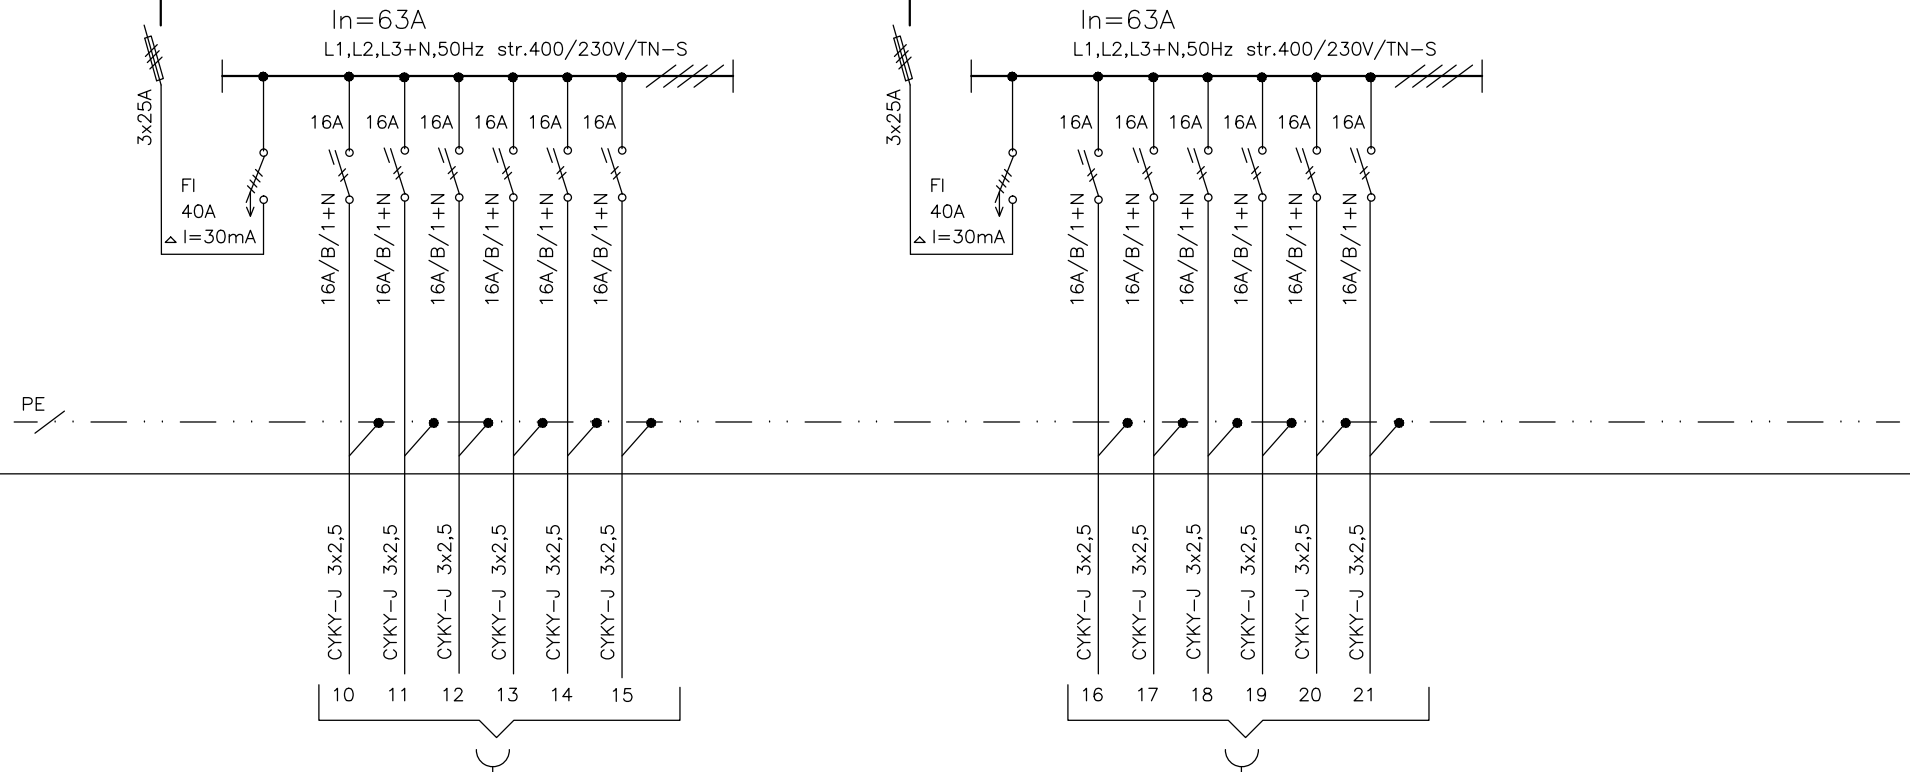 In=63A
L1,L2,L3+N,50Hz str.400/230V/TN-S
3x25A
16A 16A 16A 16A 16A 16A
FI
40A
△ I=30mA
16A/B/1+N 16A/B/1+N 16A/B/1+N 16A/B/1+N 16A/B/1+N 16A/B/1+N
In=63A
L1,L2,L3+N,50Hz str.400/230V/TN-S
3x25A
16A 16A 16A 16A 16A 16A
FI
40A
△ I=30mA
16A/B/1+N 16A/B/1+N 16A/B/1+N 16A/B/1+N 16A/B/1+N 16A/B/1+N
PE
CYKY-J 3x2,5 CYKY-J 3x2,5 CYKY-J 3x2,5 CYKY-J 3x2,5 CYKY-J 3x2,5 CYKY-J 3x2,5
10 11 12 13 14 15
CYKY-J 3x2,5 CYKY-J 3x2,5 CYKY-J 3x2,5 CYKY-J 3x2,5 CYKY-J 3x2,5 CYKY-J 3x2,5
16 17 18 19 20 21